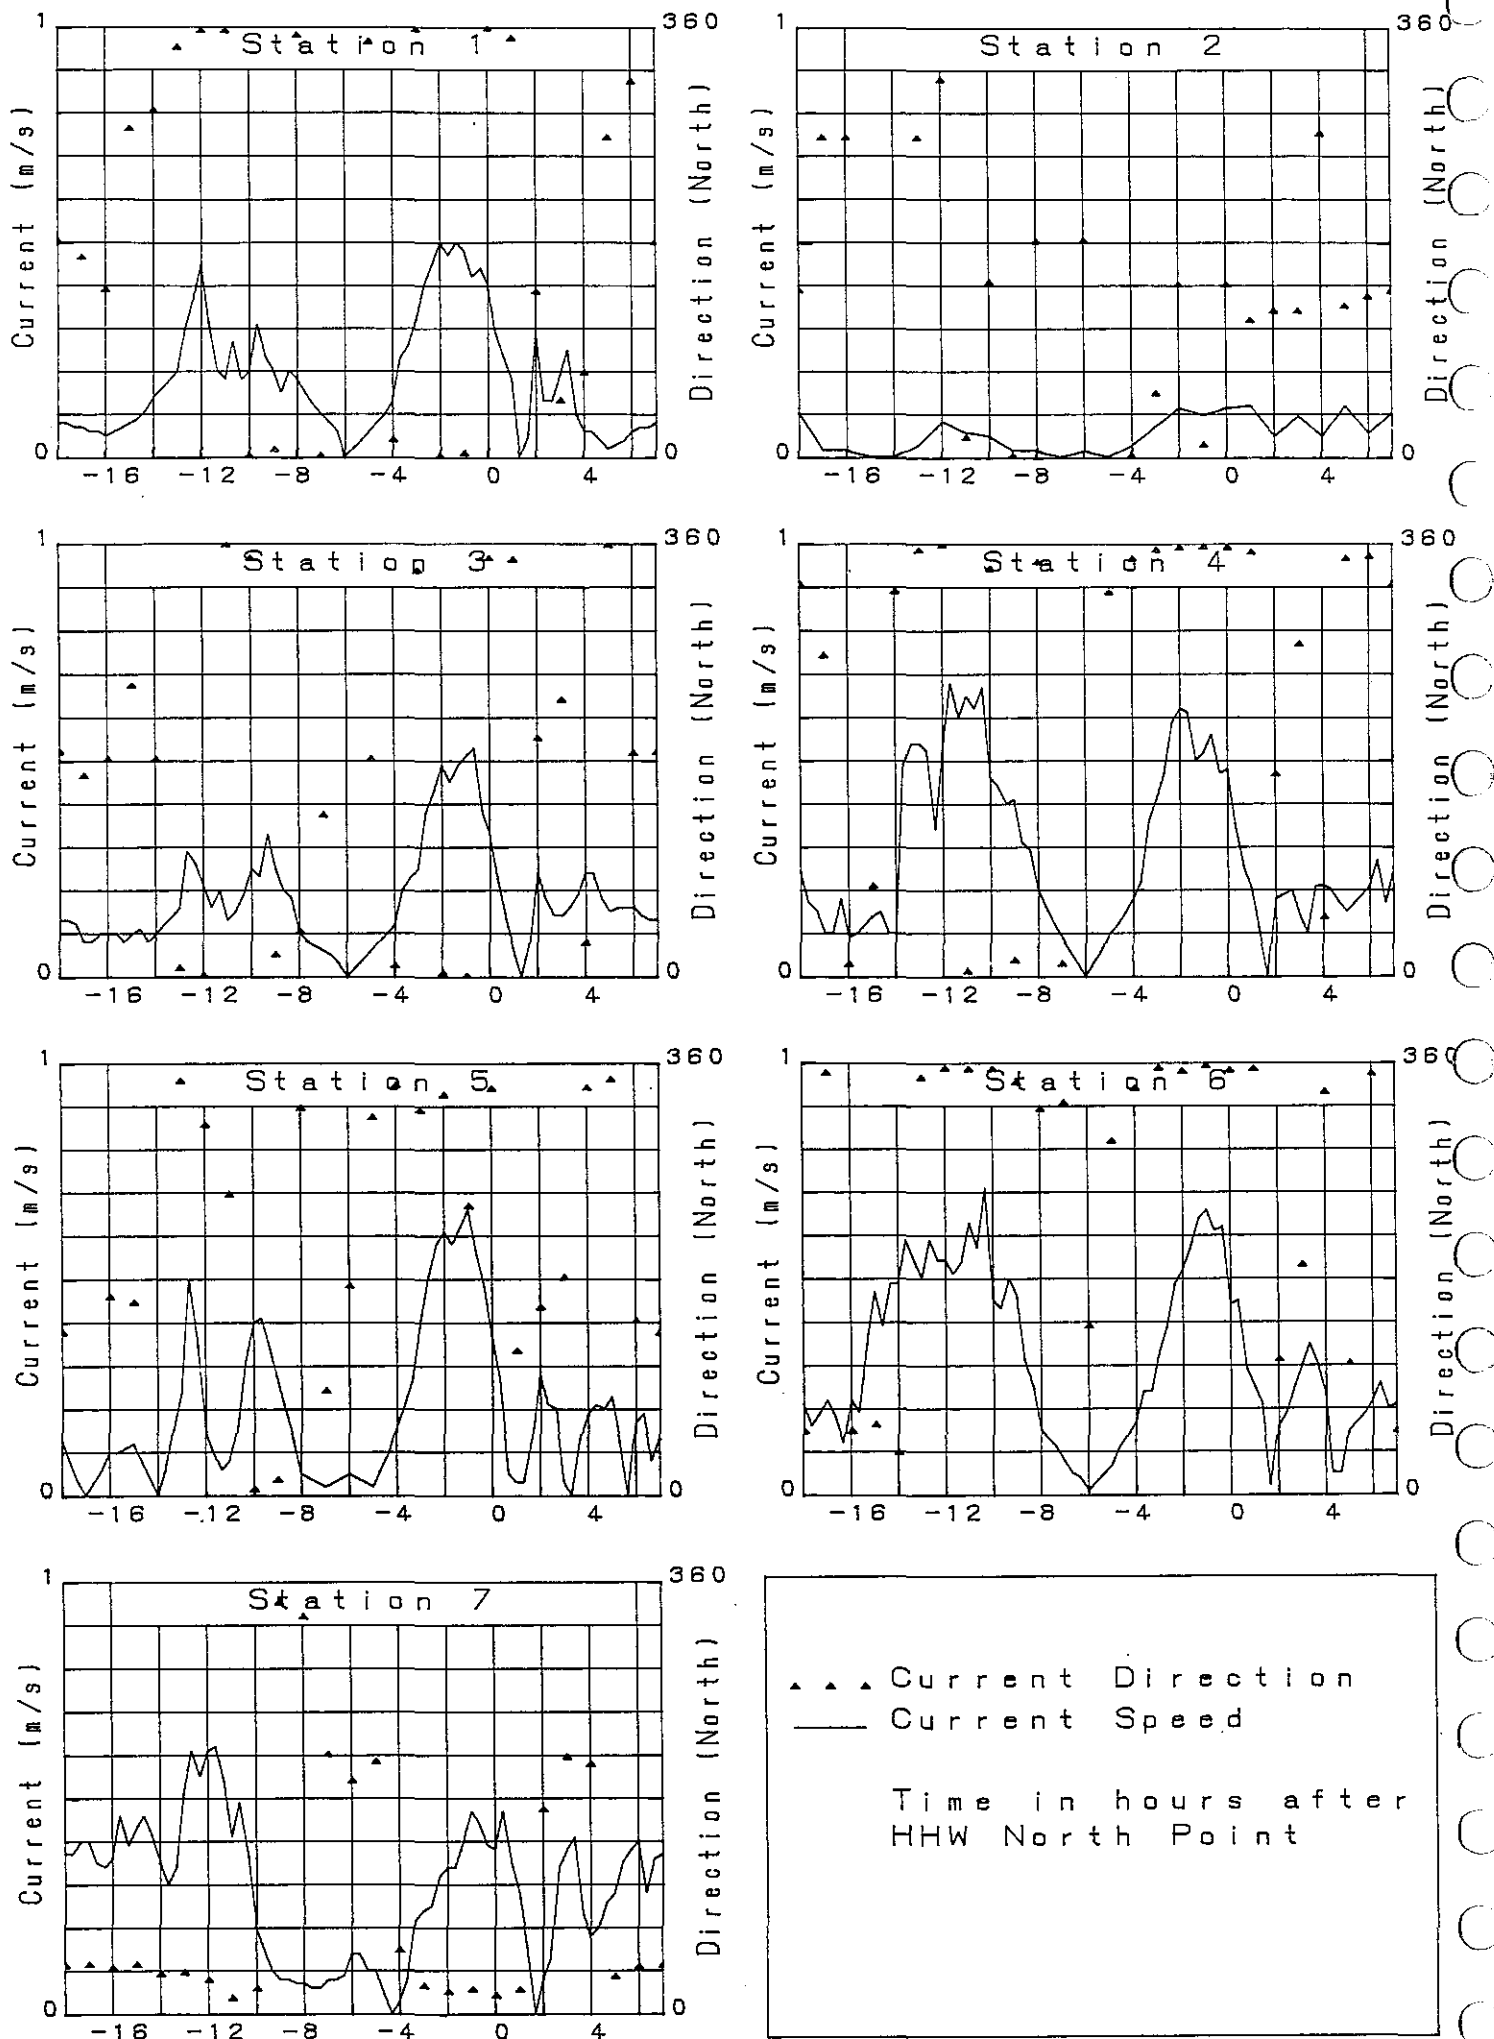 1 360
Station 1
Current (m/s)
Direction (North)
0 0
-16 -12 -8 -4 0 4
360
Station 2
Current (m/s)
Direction (North)
0
-16 -12 -8 -4 0 4
1 360
Station 3
Current (m/s)
Direction (North)
0 0
-16 -12 -8 -4 0 4
1 360
Station 4
Current (m/s)
Direction (North)
0 0
-16 -12 -8 -4 0 4
1 360
Station 5
Current (m/s)
Direction (North)
0 0
-16 -12 -8 -4 0 4
1 360
Station 6
Current (m/s)
Direction (North)
0 0
-16 -12 -8 -4 0 4
1 360
Station 7
Current (m/s)
Direction (North)
0 0
-16 -12 -8 -4 0 4
Current Direction
Current Speed
Time in hours after
HHW North Point